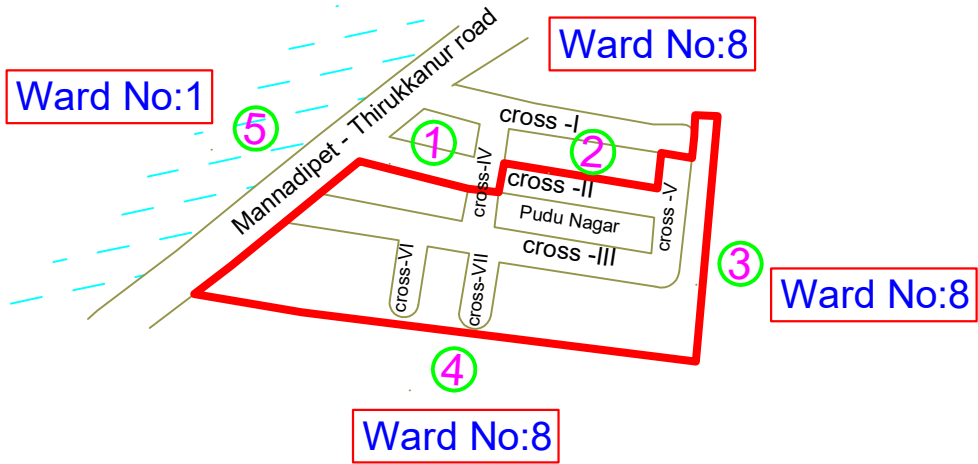 Ward No:8
Ward No:1
Mannadipet - Thirukkanur road
5
1
cross -I
2
cross-IV
cross -II
cross -V
Pudu Nagar
cross -III
cross-VI
cross-VII
3
Ward No:8
4
Ward No:8